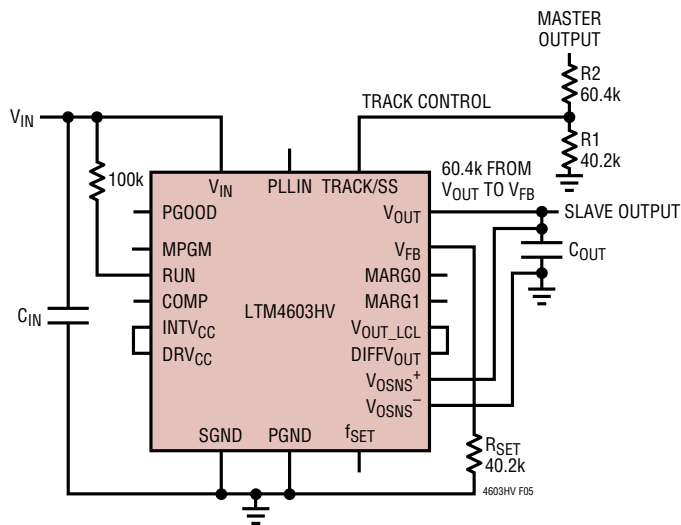 MASTER
OUTPUT
R2
60.4k
TRACK CONTROL
R1
40.2k
VIN
100k
VIN
PLLIN
TRACK/SS
60.4k FROM
VOUT TO VFB
PGOOD
VOUT
SLAVE OUTPUT
MPGM
VFB
COUT
RUN
MARG0
COMP
LTM4603HV
MARG1
CIN
INTVCC
VOUT_LCL
DRVCC
DIFFVOUT
VOSNS+
VOSNS–
SGND
PGND
fSET
RSET
40.2k
4603HV F05